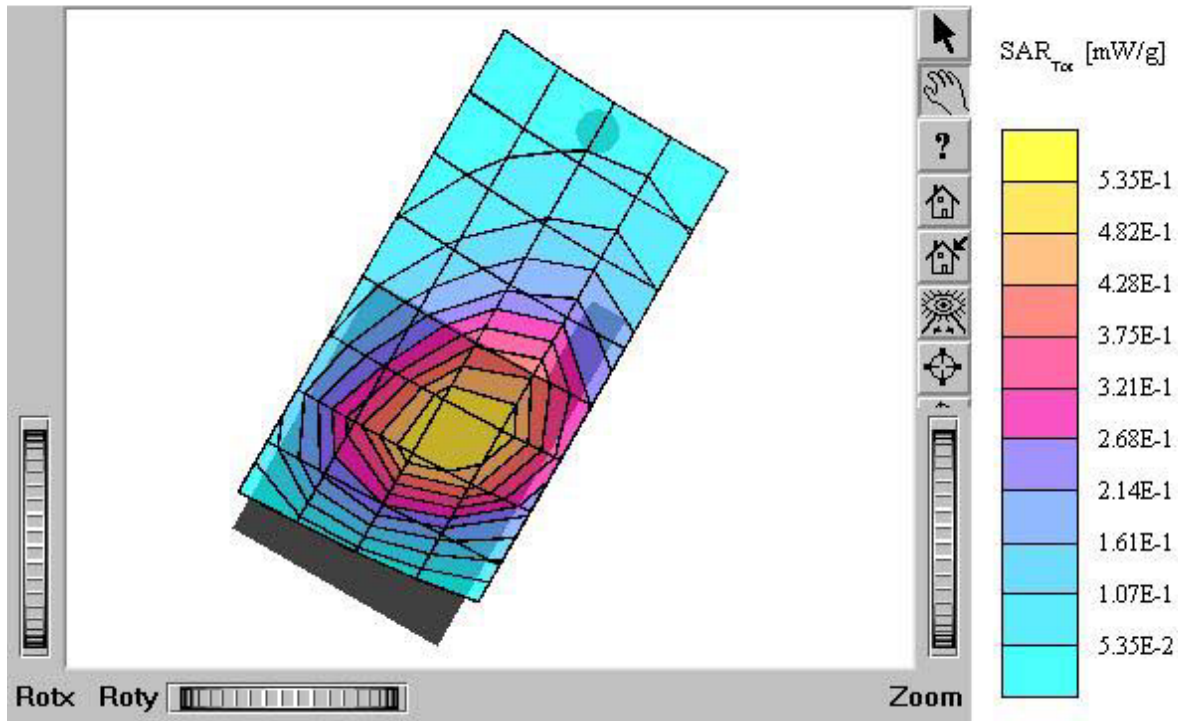 SAR_Tot [mW/g]
?
5.35E-1
4.82E-1
4.28E-1
3.75E-1
3.21E-1
2.68E-1
2.14E-1
1.61E-1
1.07E-1
5.35E-2
Rotx Roty Zoom